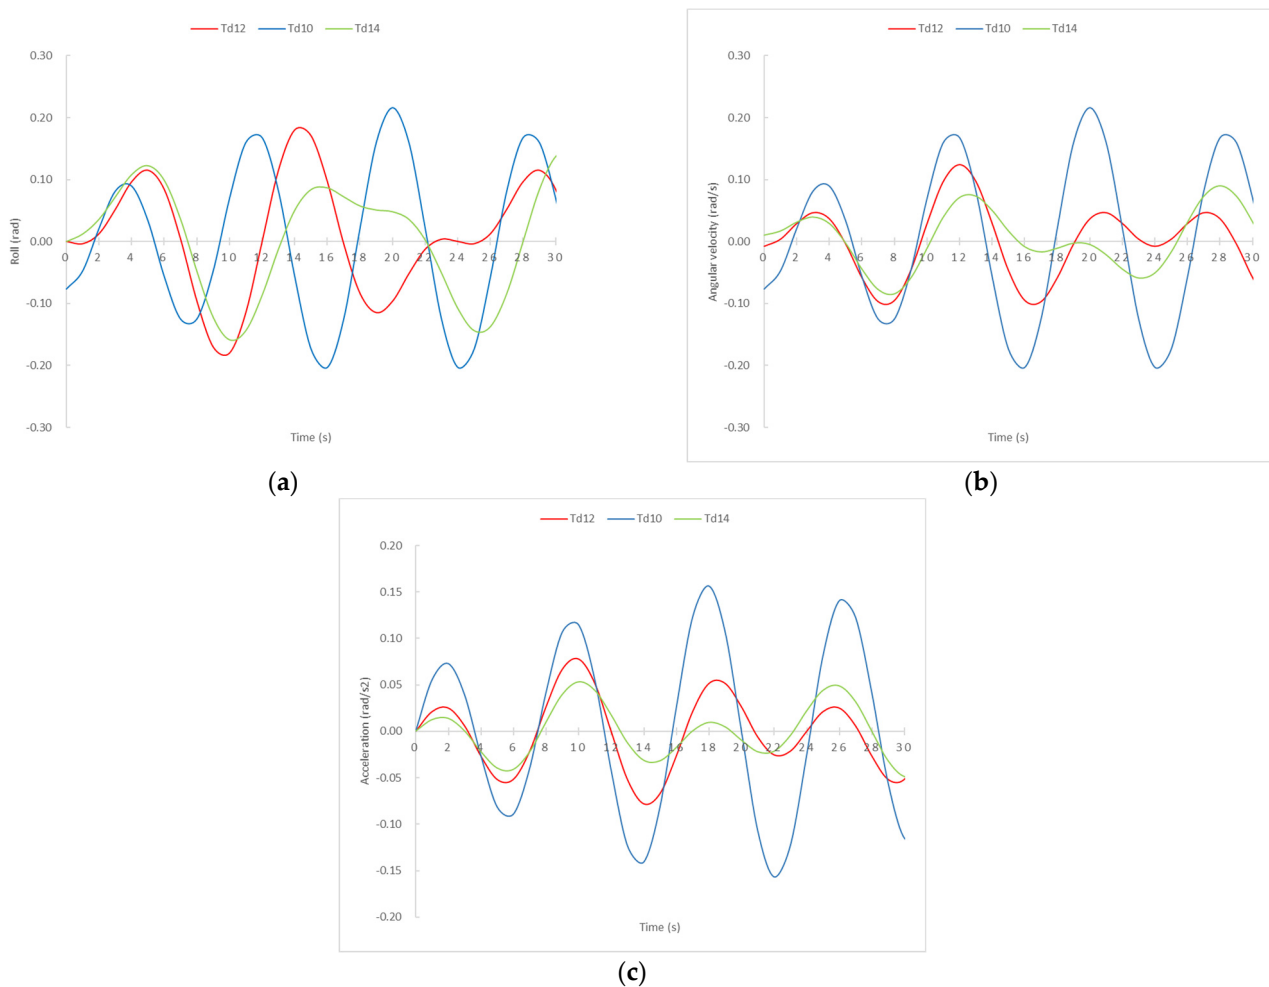 Td12 Td10 Td14
0.30
0.20
0.10
0.00
-0.10
-0.20
-0.30
Roll (rad)
0 2 4 6 8 10 12 14 16 18 20 22 24 26 28 30
Time (s)
(a)
Td12 Td10 Td14
0.30
0.20
0.10
0.00
-0.10
-0.20
-0.30
Angular velocity (rad/s)
0 2 4 6 8 10 12 14 16 18 20 22 24 26 28 30
Time (s)
(b)
Td12 Td10 Td14
0.20
0.15
0.10
0.05
0.00
-0.05
-0.10
-0.15
-0.20
Acceleration (rad/s2)
0 2 4 6 8 10 12 14 16 18 20 22 24 26 28 30
Time (s)
(c)